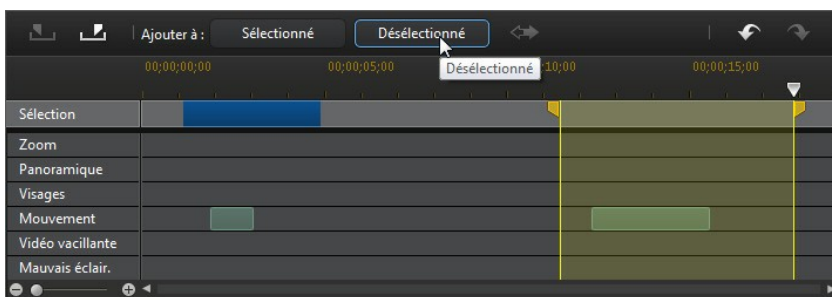 Ajouter à : Sélectionné Désélectionné
00;00;00;00 00;00;05;00 10;00 00;00;15;00
Désélectionné
Sélection
Zoom
Panoramique
Visages
Mouvement
Vidéo vacillante
Mauvais éclair.